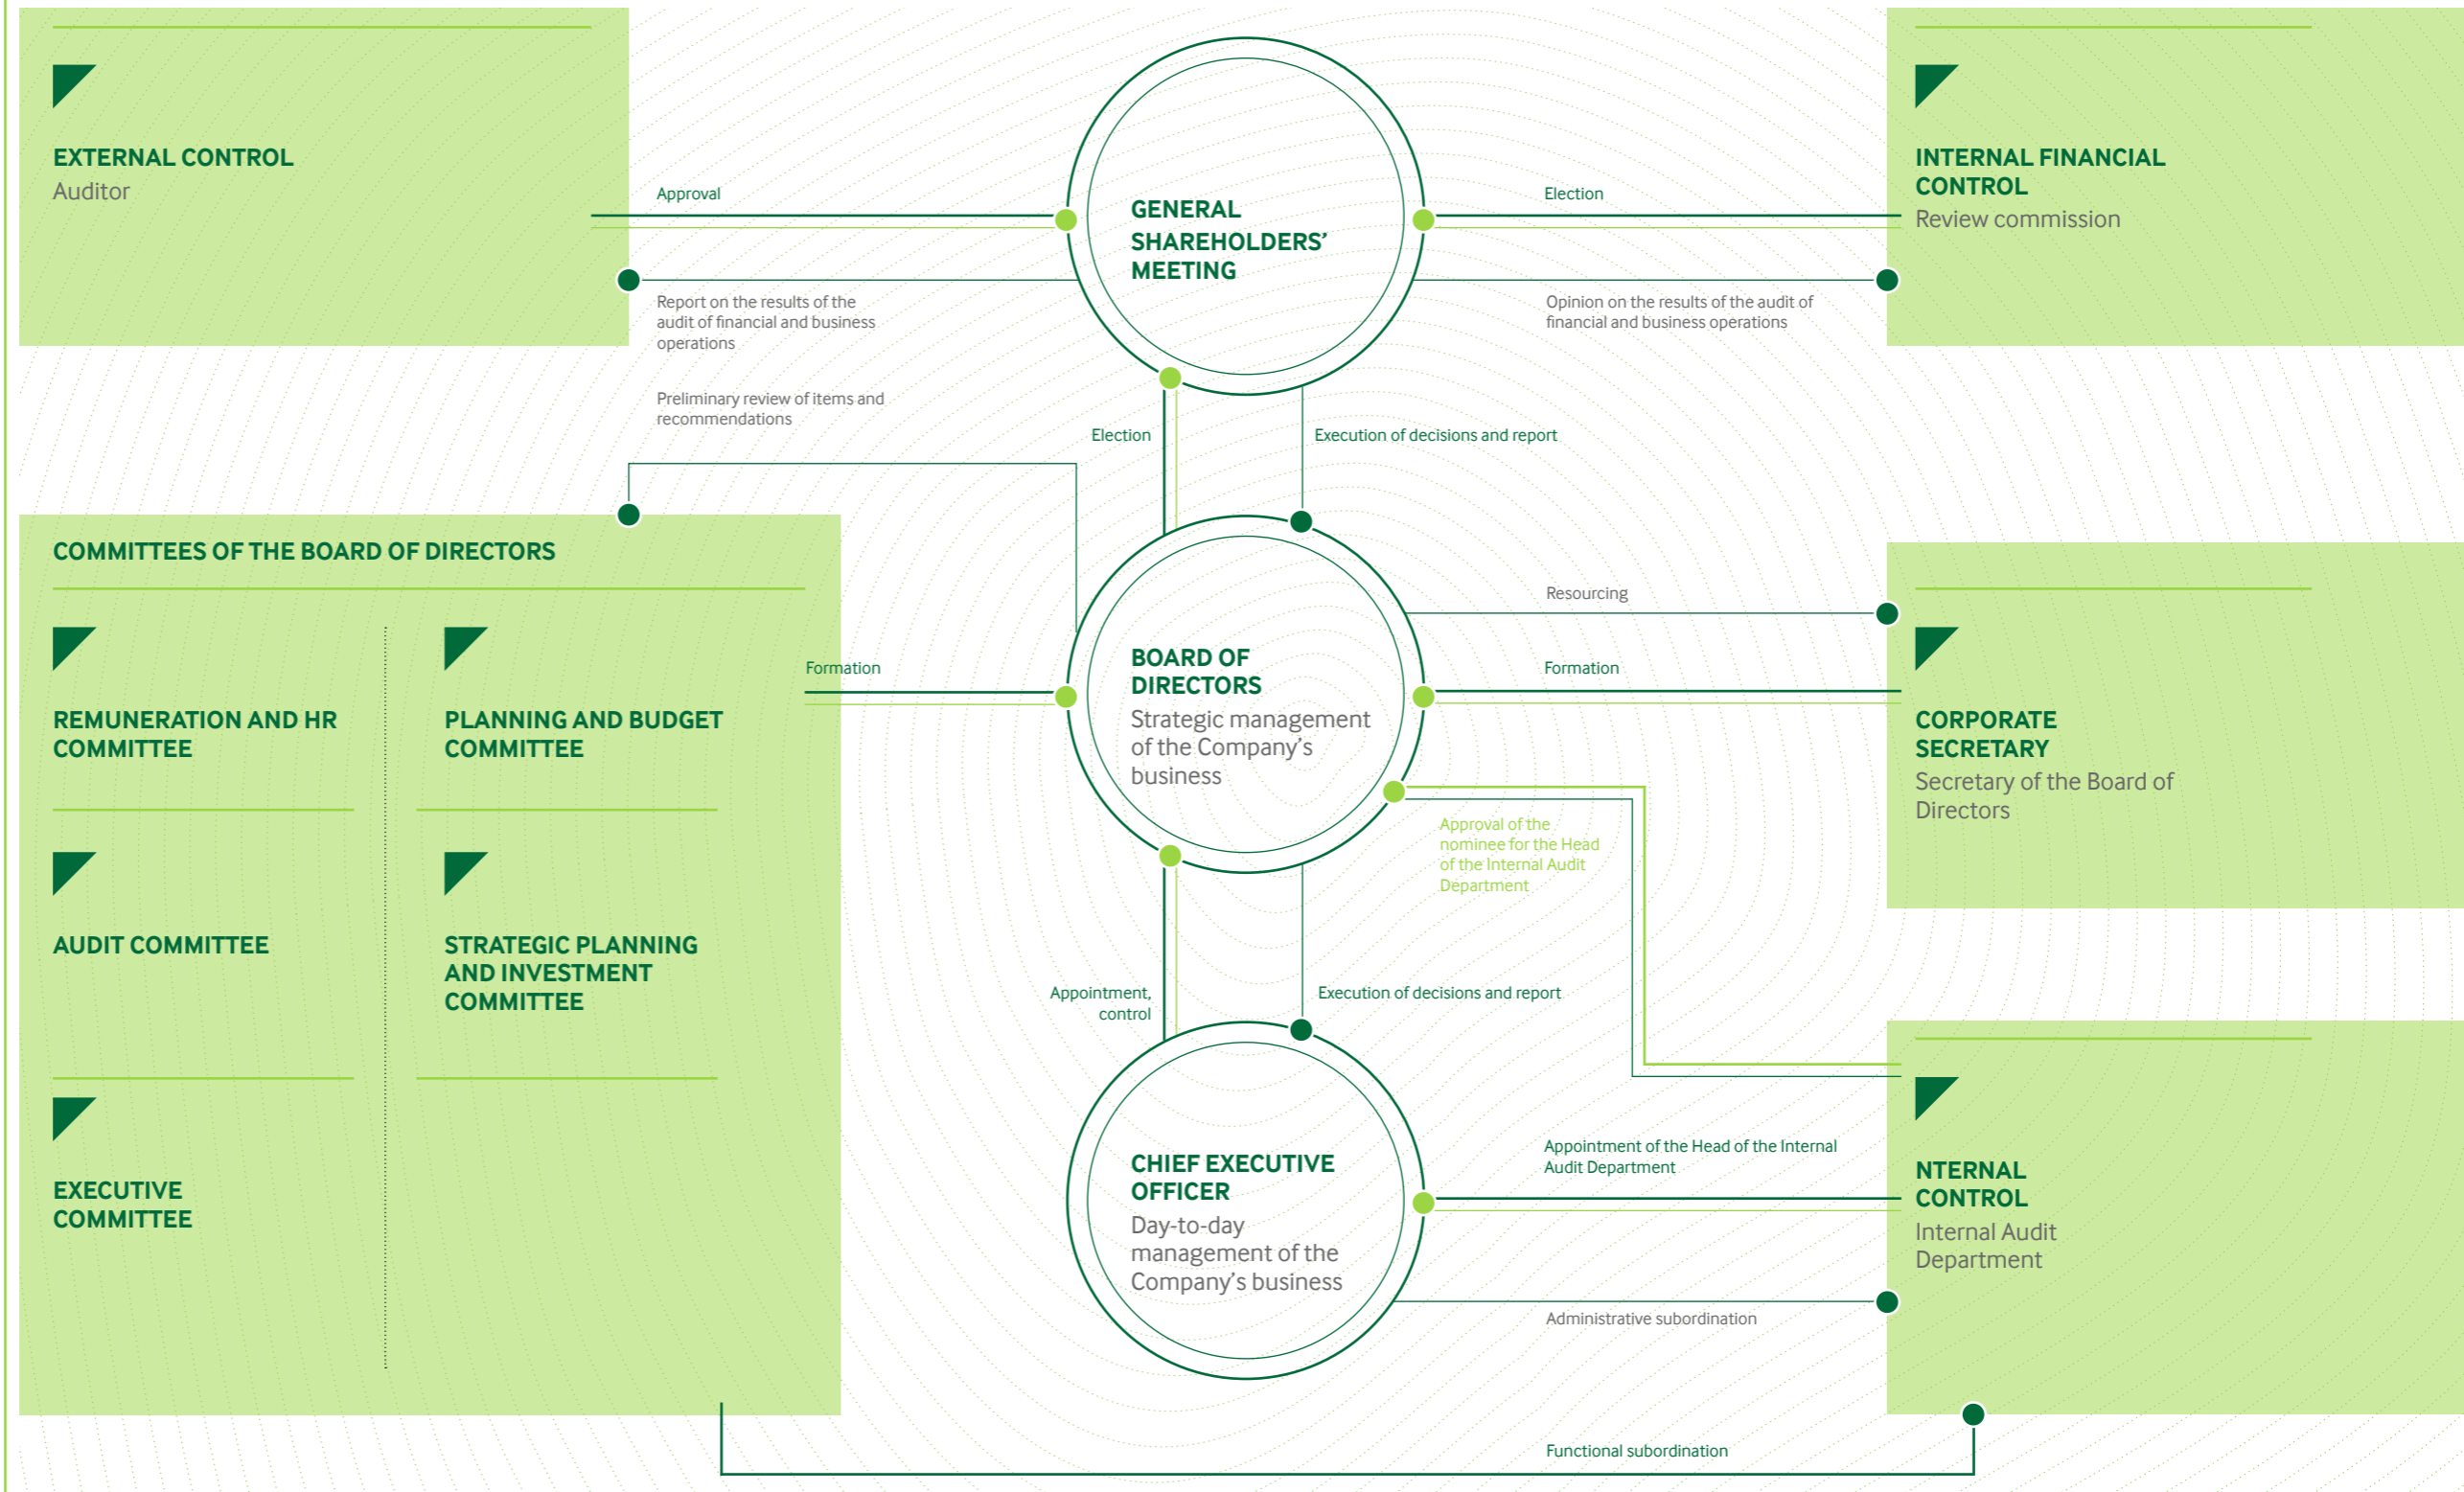 EXTERNAL CONTROL
Auditor
Approval
Report on the results of the
audit of financial and business
operations
Preliminary review of items and
recommendations
GENERAL
SHAREHOLDERS’
MEETING
Election
Opinion on the results of the audit of
financial and business operations
INTERNAL FINANCIAL
CONTROL
Review commission
Election
Execution of decisions and report
COMMITTEES OF THE BOARD OF DIRECTORS
REMUNERATION AND HR
COMMITTEE
PLANNING AND BUDGET
COMMITTEE
AUDIT COMMITTEE
STRATEGIC PLANNING
AND INVESTMENT
COMMITTEE
EXECUTIVE
COMMITTEE
Formation
BOARD OF
DIRECTORS
Strategic management
of the Company’s
business
Resourcing
Formation
CORPORATE
SECRETARY
Secretary of the Board of
Directors
Approval of the
nominee for the Head
of the Internal Audit
Department
Appointment,
control
Execution of decisions and report
CHIEF EXECUTIVE
OFFICER
Day-to-day
management of the
Company’s business
Appointment of the Head of the Internal
Audit Department
NTERNAL
CONTROL
Internal Audit
Department
Administrative subordination
Functional subordination